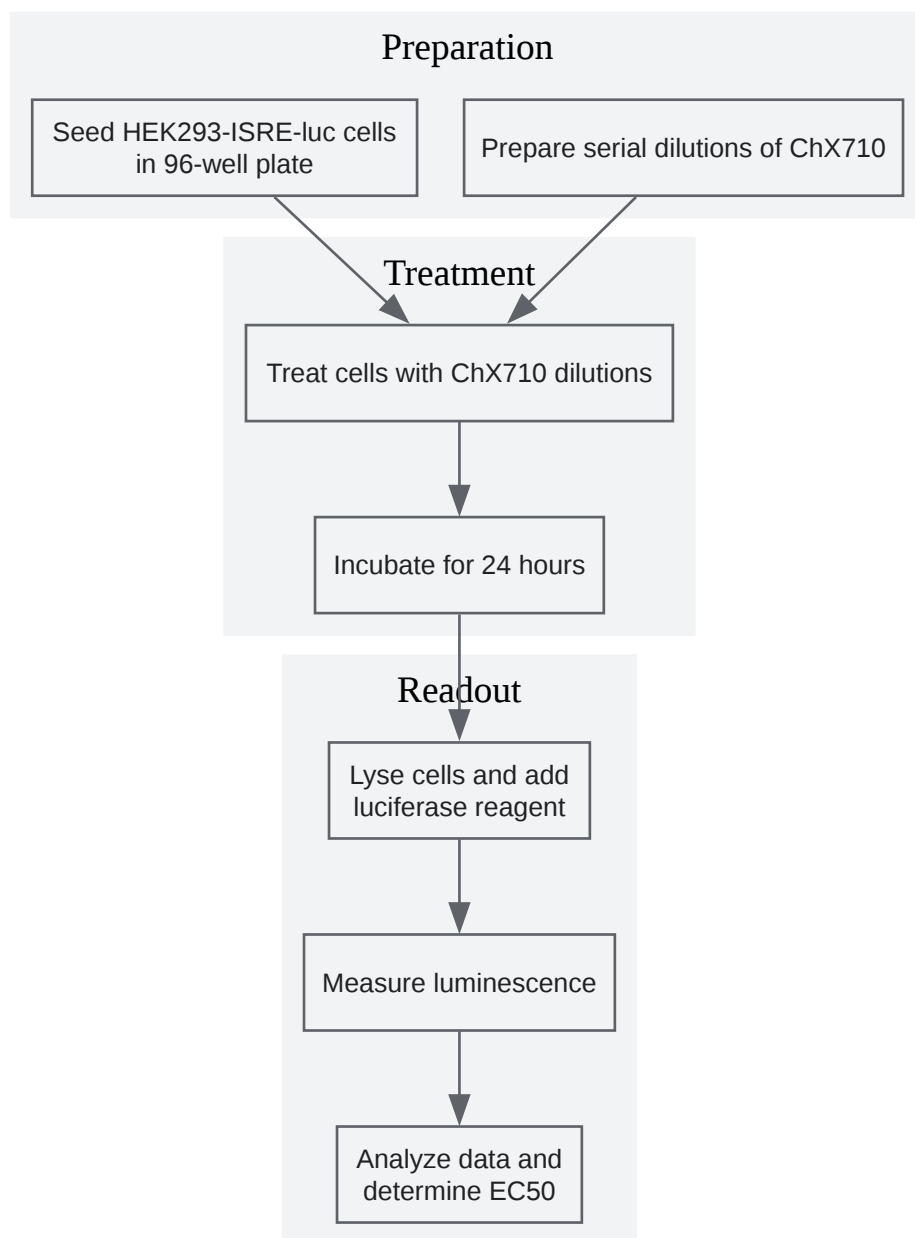 Preparation
Seed HEK293-ISRE-luc cells
in 96-well plate
Prepare serial dilutions of ChX710
Treatment
Treat cells with ChX710 dilutions
Incubate for 24 hours
Readout
Lyse cells and add
luciferase reagent
Measure luminescence
Analyze data and
determine EC50